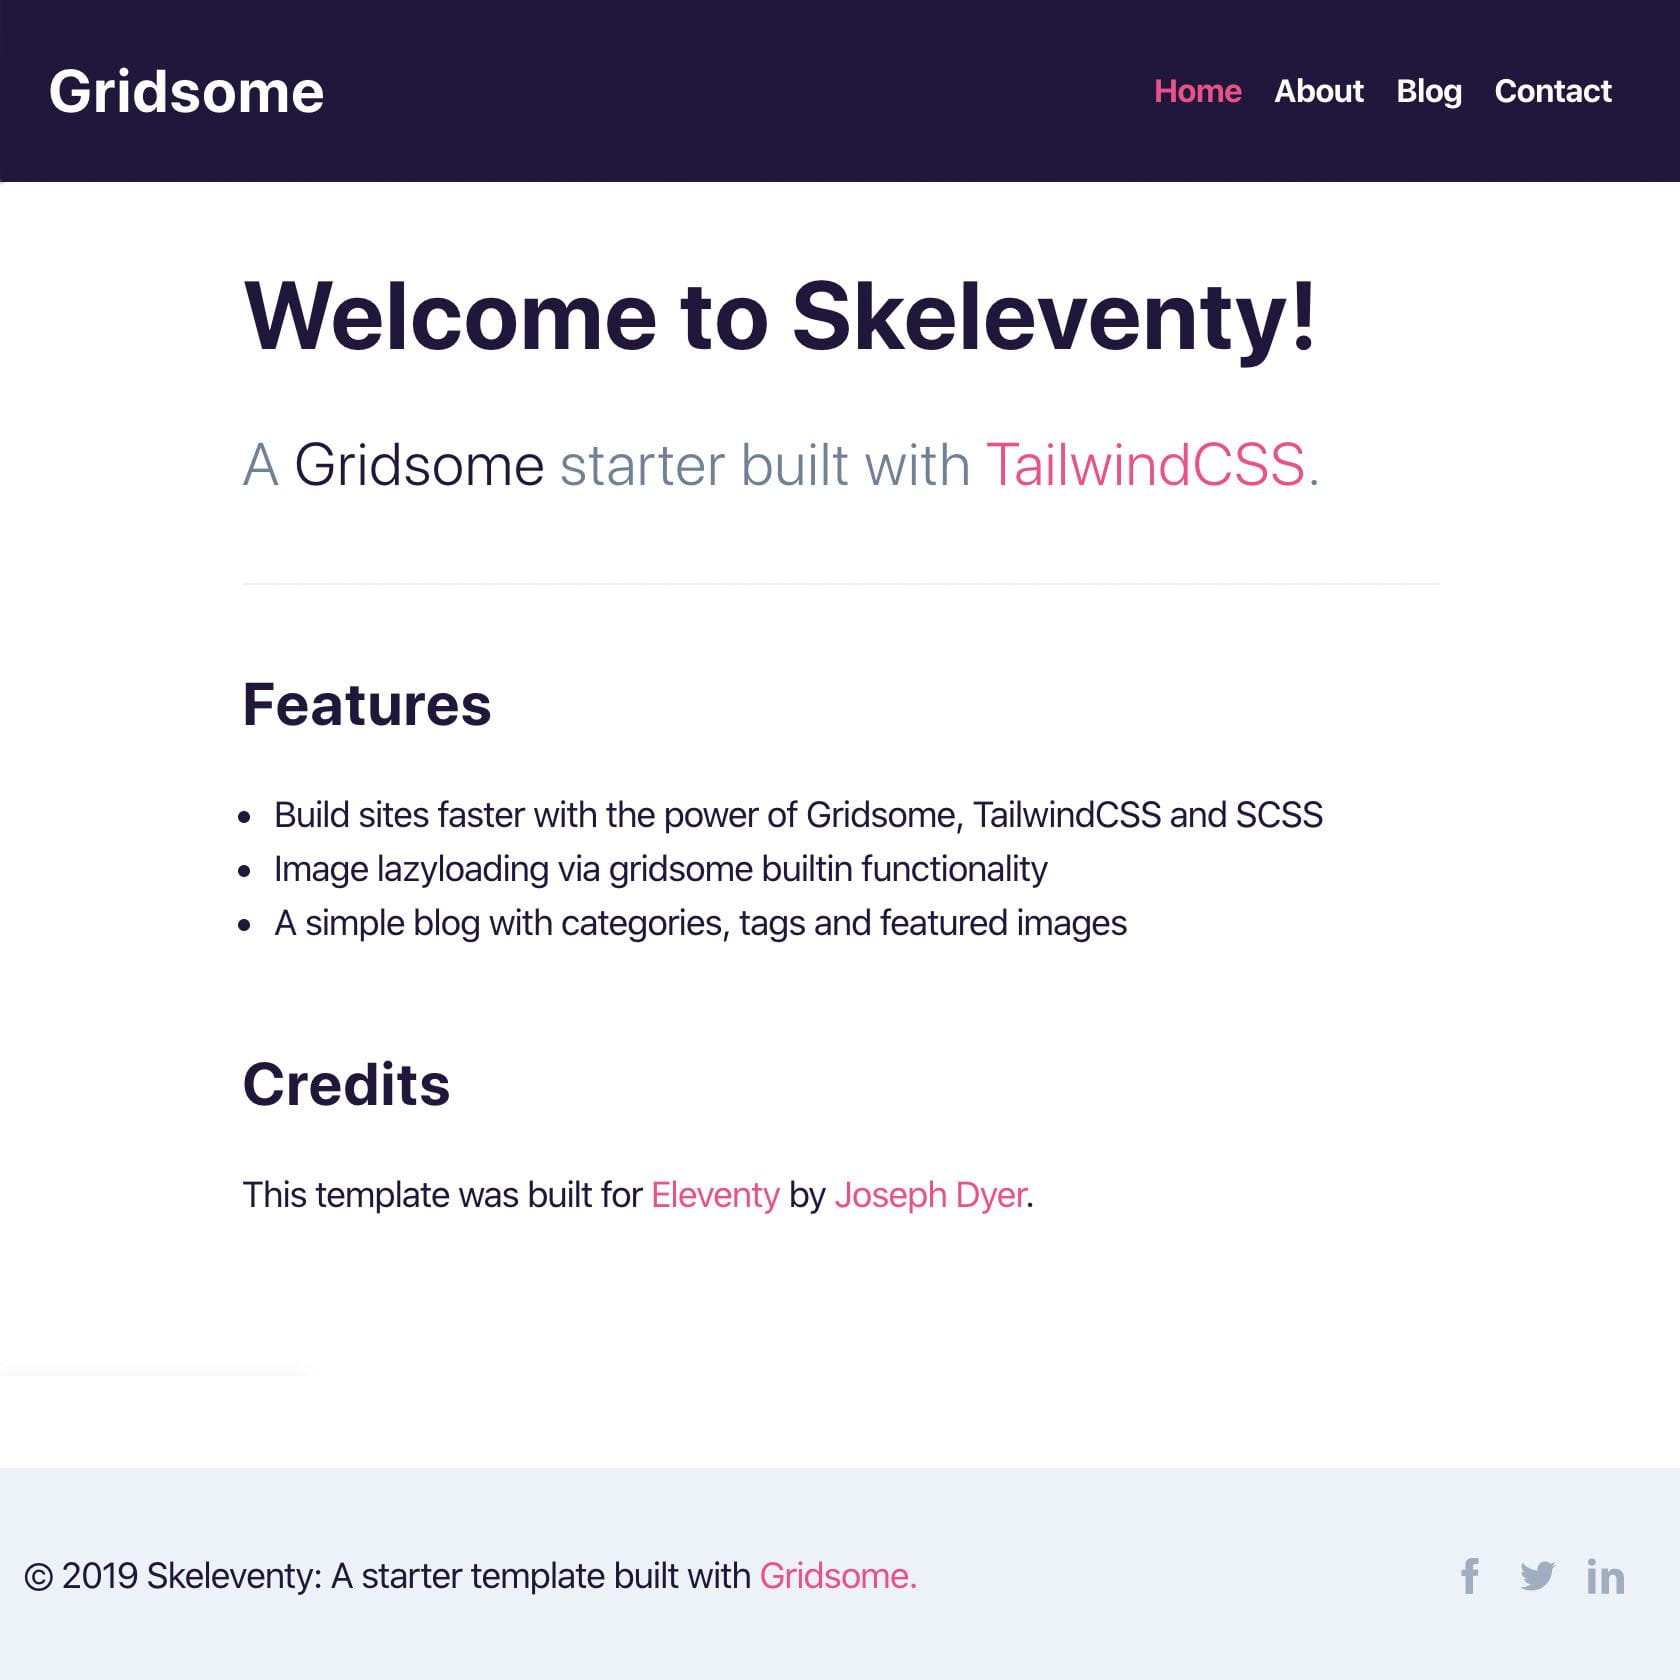 Gridsome
Home About Blog Contact
Welcome to Skeleventy!
A Gridsome starter built with TailwindCSS.
Features
• Build sites faster with the power of Gridsome, TailwindCSS and SCSS
• Image lazyloading via gridsome builtin functionality
• A simple blog with categories, tags and featured images
Credits
This template was built for Eleventy by Joseph Dyer.
© 2019 Skeleventy: A starter template built with Gridsome.